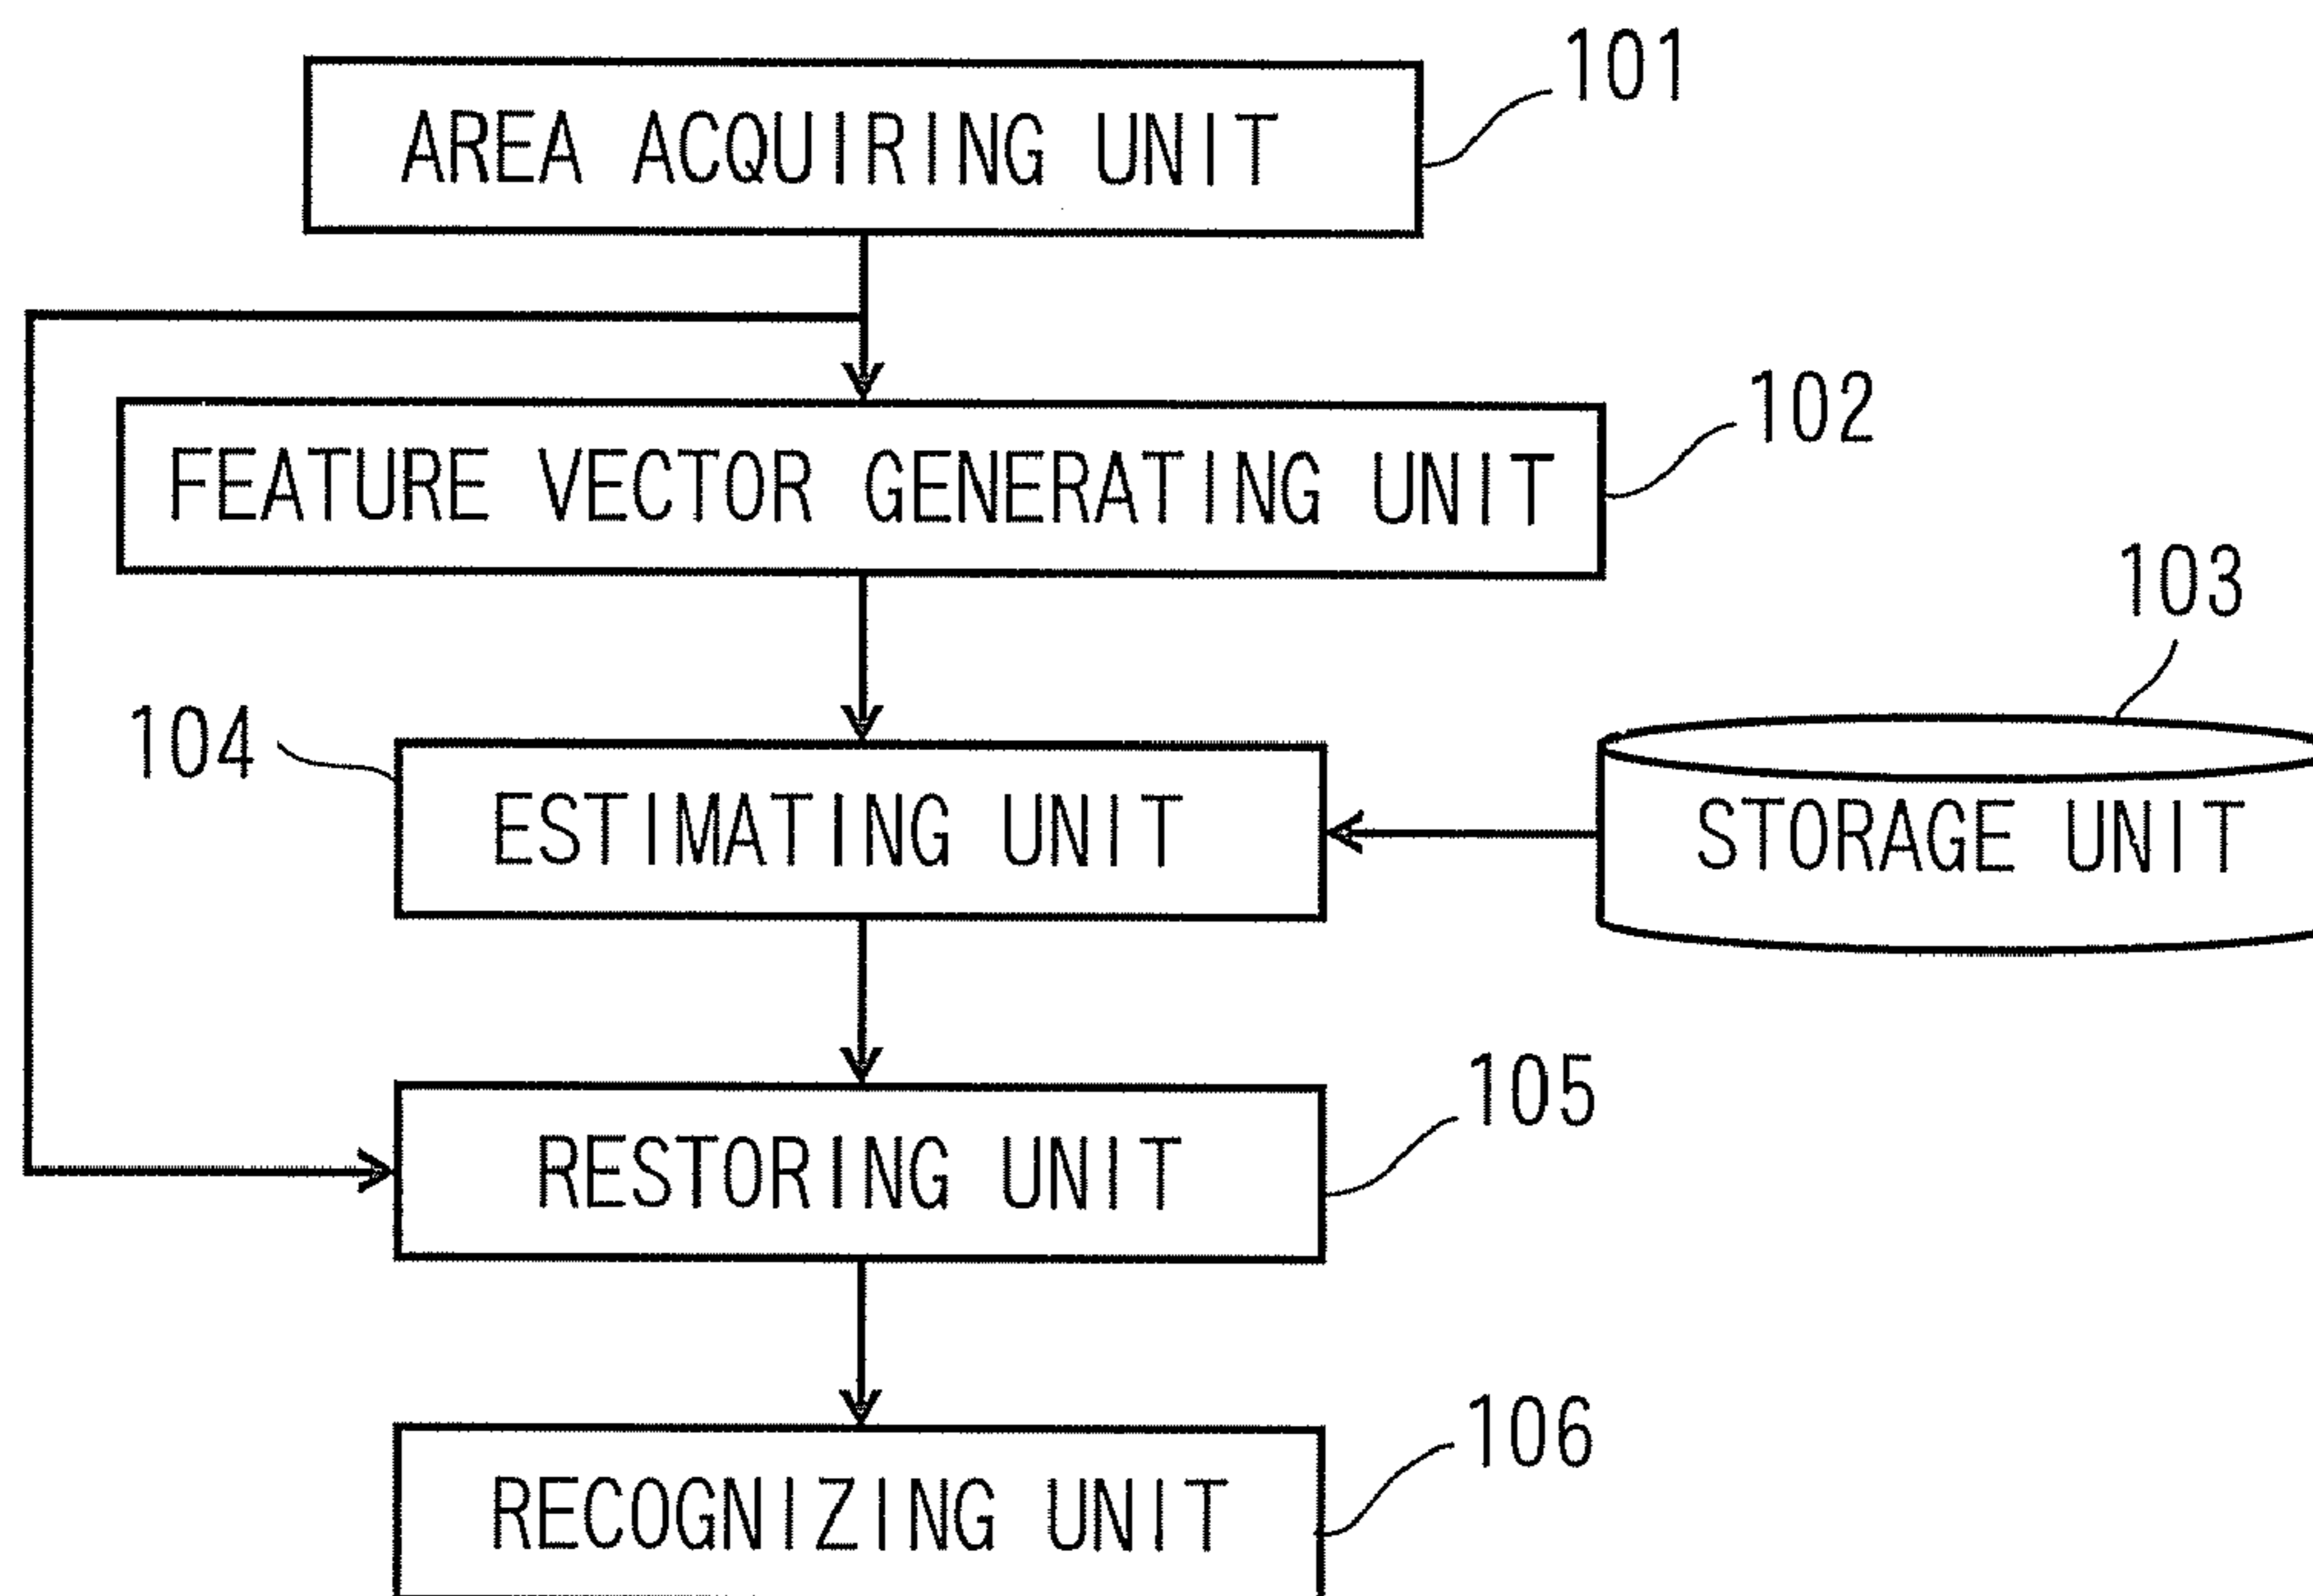 101
AREA ACQUIRING UNIT
102
FEATURE VECTOR GENERATING UNIT
103
104
ESTIMATING UNIT
STORAGE UNIT
105
RESTORING UNIT
106
RECOGNIZING UNIT